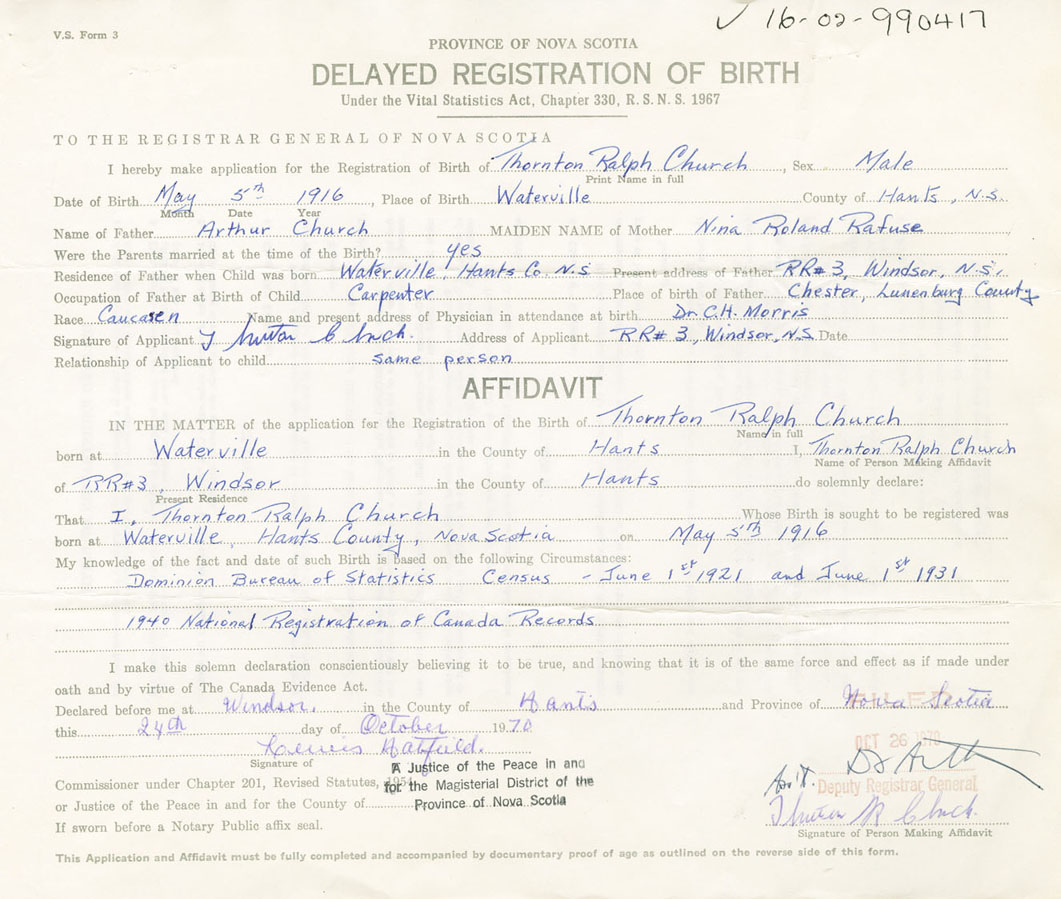 ✓ 16-02-990417
V.S. Form 3
PROVINCE OF NOVA SCOTIA
DELAYED REGISTRATION OF BIRTH
Under the Vital Statistics Act, Chapter 330, R.S.N.S. 1967
TO THE REGISTRAR GENERAL OF NOVA SCOTIA
I hereby make application for the Registration of Birth of Thornton Ralph Church, Sex Male
Print Name in full
Date of Birth May 5th 1916, Place of Birth Waterville County of Hants, N.S.
Month Date Year
Name of Father Arthur Church MAIDEN NAME of Mother Nina Roland Rafuse
Were the Parents married at the time of the Birth? yes
Residence of Father when Child was born Waterville, Hants Co. N.S. Present address of Father RR#3, Windsor, N.S.
Occupation of Father at Birth of Child Carpenter Place of birth of Father Chester, Lunenburg County
Race Caucasen Name and present address of Physician in attendance at birth Dr. C.H. Morris
Signature of Applicant Address of Applicant RR#3, Windsor, N.S. Date
Relationship of Applicant to child same person
AFFIDAVIT
IN THE MATTER of the application for the Registration of the Birth of Thornton Ralph Church
Name in full
born at Waterville in the County of Hants I, Thornton Ralph Church
Name of Person Making Affidavit
of RR#3, Windsor in the County of Hants do solemnly declare:
Present Residence
That I, Thornton Ralph Church Whose Birth is sought to be registered was
born at Waterville, Hants County, Nova Scotia on May 5th 1916
My knowledge of the fact and date of such Birth is based on the following Circumstances:
Dominion Bureau of Statistics Census - June 1st 1921 and June 1st 1931
1940 National Registration of Canada Records
I make this solemn declaration conscientiously believing it to be true, and knowing that it is of the same force and effect as if made under
oath and by virtue of The Canada Evidence Act.
Declared before me at Windsor. in the County of Hants and Province of Nova Scotia
this 24th day of October 1970
Lewis Hatfield.
OCT 26 1970
Signature of
A Justice of the Peace in and
Commissioner under Chapter 201, Revised Statutes, 1954
for the Magisterial District of the
Deputy Registrar General
or Justice of the Peace in and for the County of
Province of Nova Scotia
If sworn before a Notary Public affix seal.
Signature of Person Making Affidavit
This Application and Affidavit must be fully completed and accompanied by documentary proof of age as outlined on the reverse side of this form.